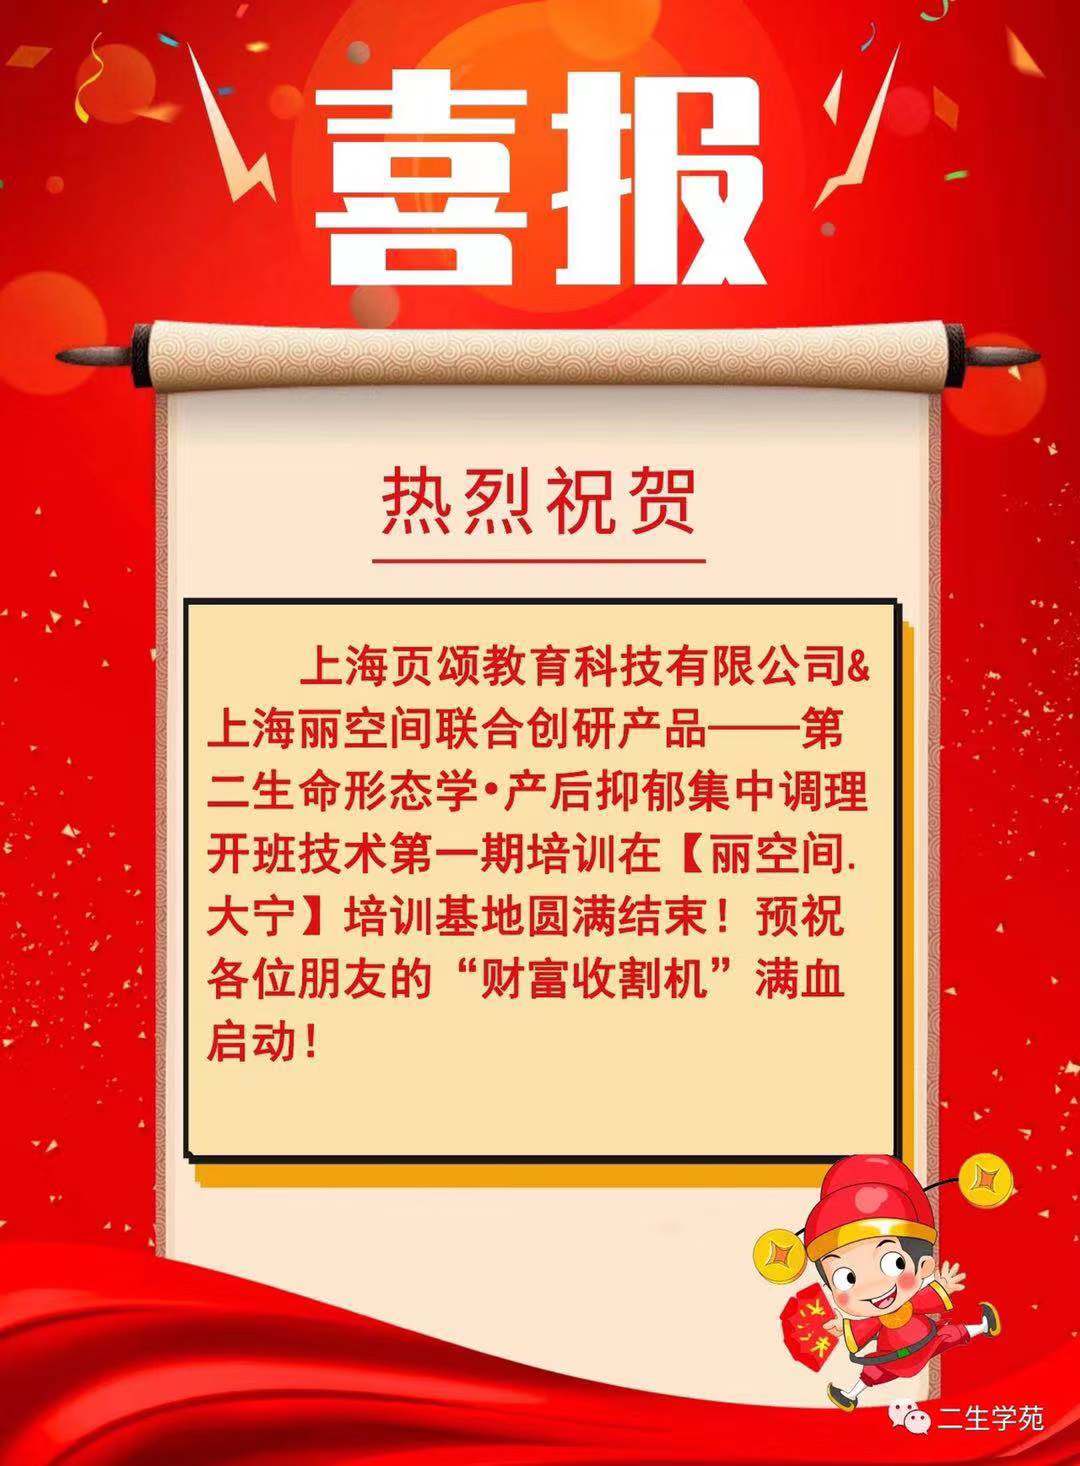 喜报
热烈祝贺
上海页颂教育科技有限公司&
上海丽空间联合创研产品——第
二生命形态学•产后抑郁集中调理
开班技术第一期培训在【丽空间.
大宁】培训基地圆满结束！预祝
各位朋友的“财富收割机”满血
启动！
二生学苑